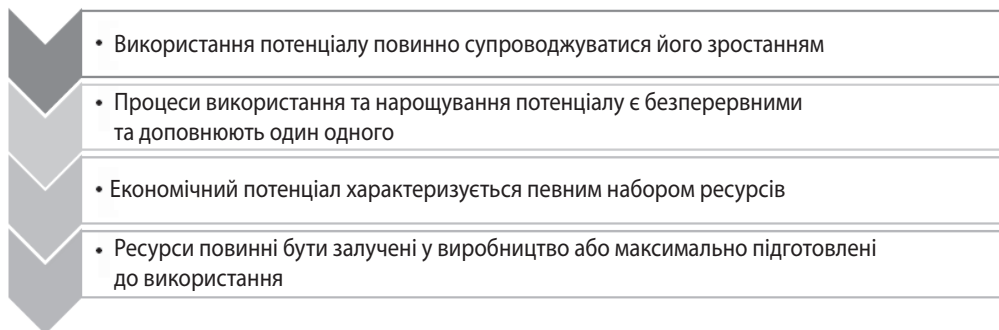 • Використання потенціалу повинно супроводжуватися його зростанням
• Процеси використання та нарощування потенціалу є безперервними
та доповнюють один одного
• Економічний потенціал характеризується певним набором ресурсів
• Ресурси повинні бути залучені у виробництво або максимально підготовлені
до використання